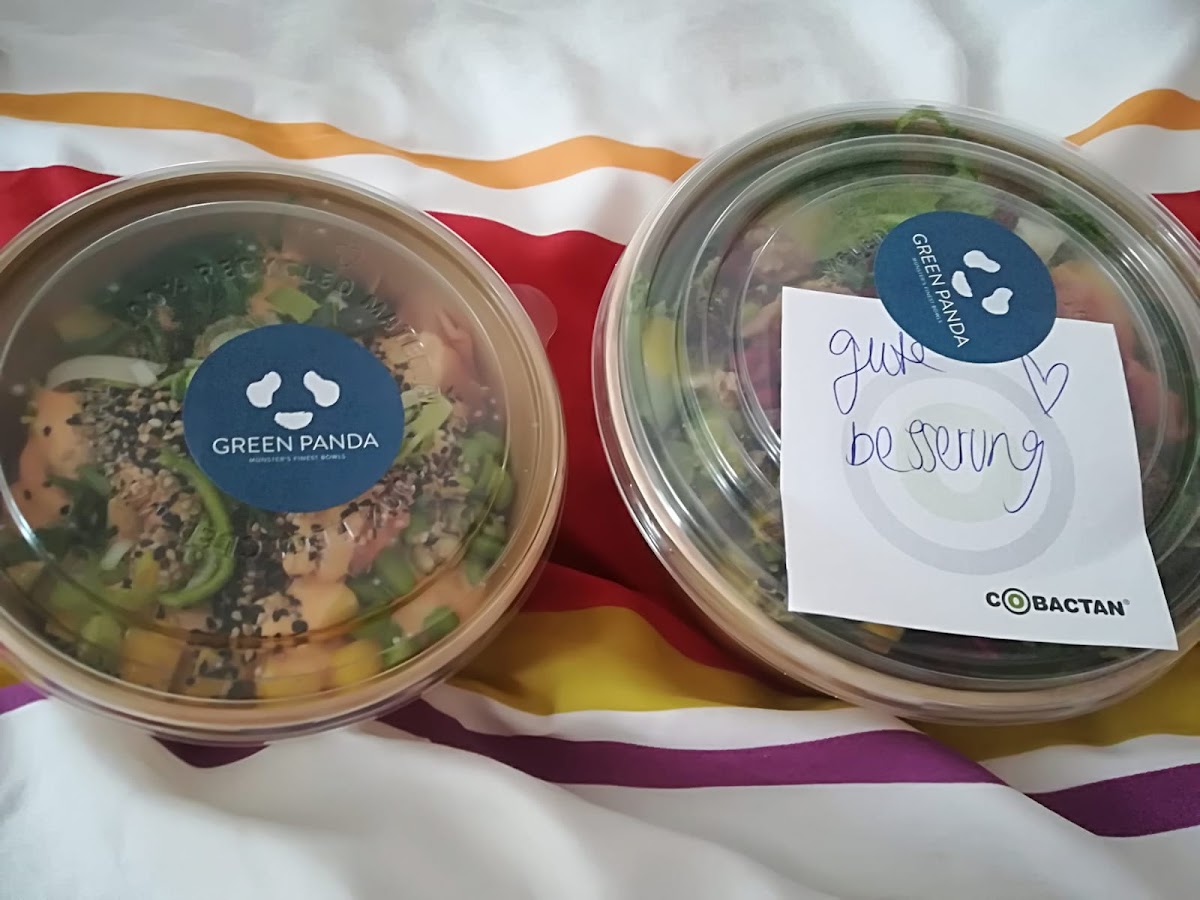 GREEN PANDA
MÜNSTER'S FINEST BOWLS
GREEN PANDA
MÜNSTER'S FINEST BOWLS
gute
besserung
COBACTAN®